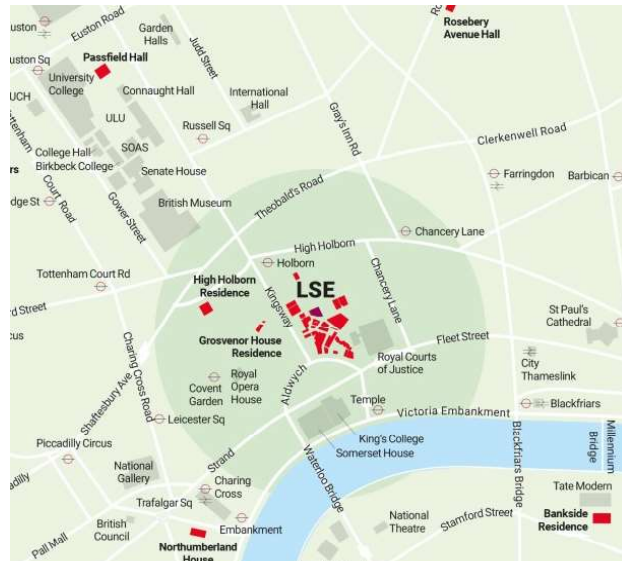 Euston Road
Garden
Halls
Judd Street
Rosebery
Avenue Hall
Passfield Hall
University
College
Connaught Hall
International
Hall
Gray's Inn Rd
ULU
Russell Sq
Clerkenwell Road
SOAS
College Hall
Birkbeck College
Senate House
Theobald's Road
Farringdon
Barbican
Court Road
Gower Street
British Museum
Chancery Lane
High Holborn
Holborn
Tottenham Court Rd
High Holborn
Residence
LSE
Kingsway
Chancery Lane
St Paul's
Cathedral
Grosvenor House
Residence
Fleet Street
Royal Courts
of Justice
City
Thameslink
Charing Cross Road
Shaftesbury Ave
Covent
Garden
Royal
Opera
House
Aldwych
Temple
Victoria Embankment
Blackfriars
Leicester Sq
King's College
Somerset House
Blackfriars Bridge
Millennium
Bridge
Piccadilly Circus
National
Gallery
Strand
Waterloo Bridge
Charing
Cross
Trafalgar Sq
Tate Modern
British
Council
Embankment
National
Theatre
Stamford Street
Bankside
Residence
Pall Mall
Northumberland
House